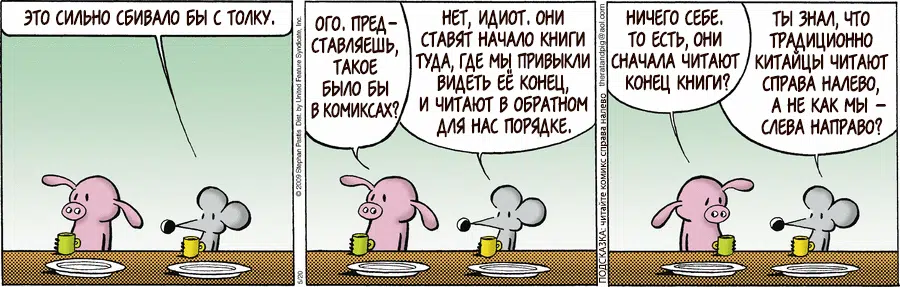 ТЫ ЗНАЛ, ЧТО
ТРАДИЦИОННО
КИТАЙЦЫ ЧИТАЮТ
СПРАВА НАЛЕВО,
А НЕ КАК МЫ –
СЛЕВА НАПРАВО?
НИЧЕГО СЕБЕ.
ТО ЕСТЬ, ОНИ
СНАЧАЛА ЧИТАЮТ
КОНЕЦ КНИГИ?
ПОДСКАЗКА: читайте комикс справа налево theratandpig@aol.com
НЕТ, ИДИОТ. ОНИ
СТАВЯТ НАЧАЛО КНИГИ
ТУДА, ГДЕ МЫ ПРИВЫКЛИ
ВИДЕТЬ ЕЁ КОНЕЦ,
И ЧИТАЮТ В ОБРАТНОМ
ДЛЯ НАС ПОРЯДКЕ.
ОГО. ПРЕД–
СТАВЛЯЕШЬ,
ТАКОЕ
БЫЛО БЫ
В КОМИКСАХ?
5/20 © 2009 Stephan Pastis Dist. by United Feature Syndicate, Inc.
ЭТО СИЛЬНО СБИВАЛО БЫ С ТОЛКУ.